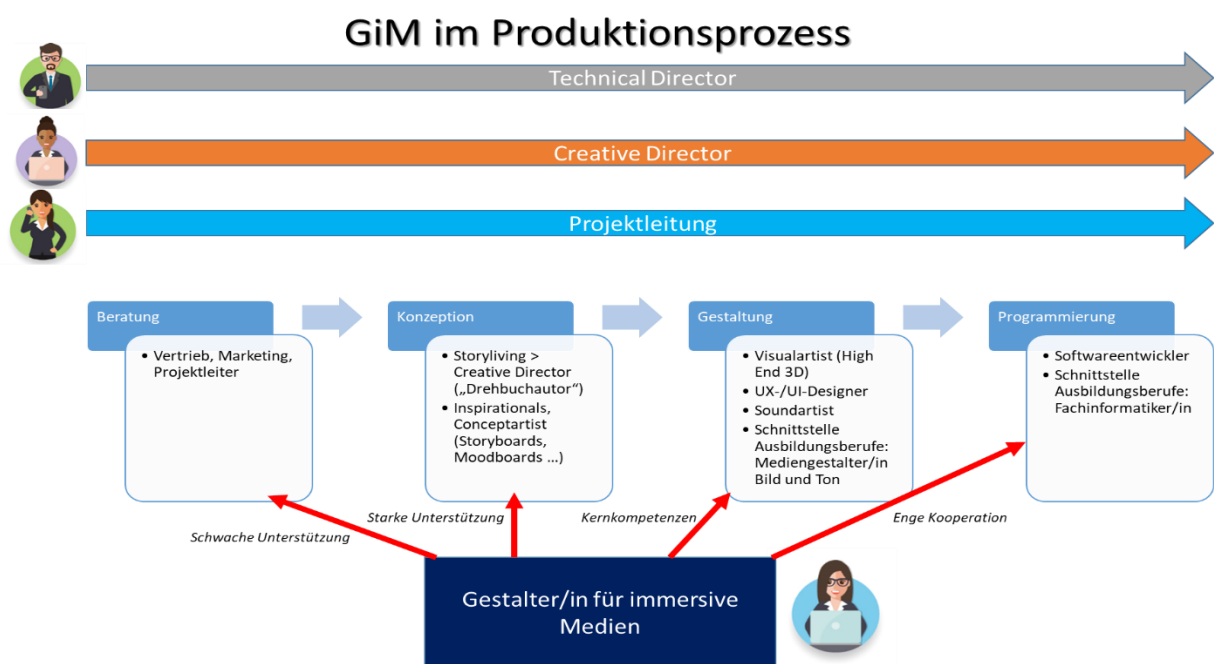 GiM im Produktionsprozess
Technical Director
Creative Director
Projektleitung
Beratung
• Vertrieb, Marketing,
Projektleiter
Konzeption
• Storyliving >
Creative Director
(„Drehbuchautor“)
• Inspirationals,
Conceptartist
(Storyboards,
Moodboards ...)
Gestaltung
• Visualartist (High
End 3D)
• UX-/UI-Designer
• Soundartist
• Schnittstelle
Ausbildungsberufe:
Mediengestalter/in
Bild und Ton
Programmierung
• Softwareentwickler
• Schnittstelle
Ausbildungsberufe:
Fachinformatiker/in
Schwache Unterstützung
Starke Unterstützung
Kernkompetenzen
Enge Kooperation
Gestalter/in für immersive
Medien